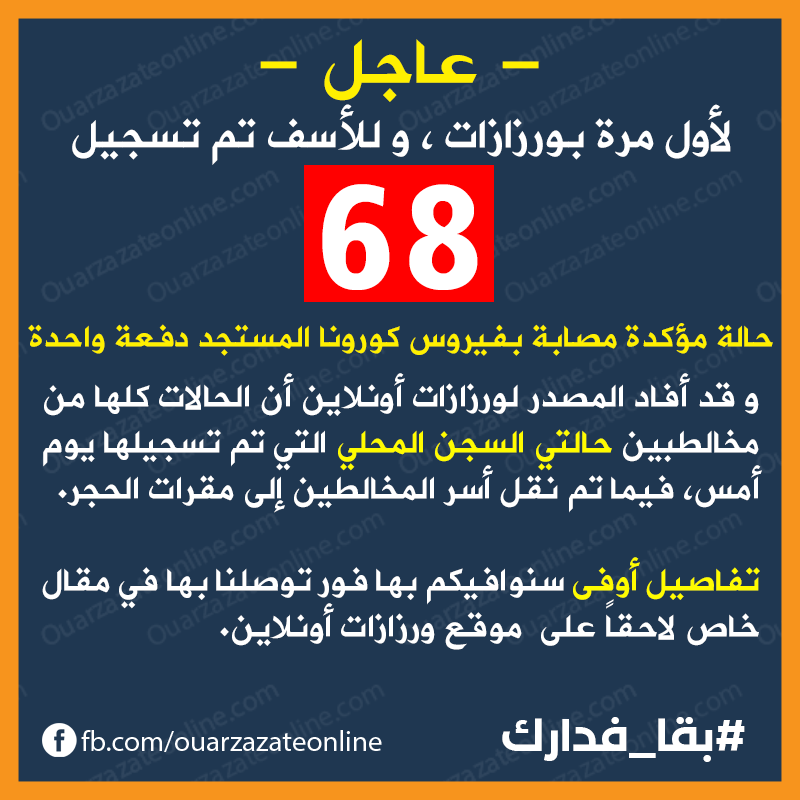 - عاجل -
لأول مرة بورزازات ، و للأسف تم تسجيل
68
حالة مؤكدة مصابة بفيروس كورونا المستجد دفعة واحدة
و قد أفاد المصدر لورزازات أونلاين أن الحالات كلها من
مخالطبين حالتي السجن المحلي التي تم تسجيلها يوم
أمس، فيما تم نقل أسر المخالطين إلى مقرات الحجر.
تفاصيل أوفى سنوافيكم بها فور توصلنا بها في مقال
خاص لاحقاً على موقع ورزازات أونلاين.
#بقا_فدارك
fb.com/ouarzazateonline
Ouarzazateonline.com